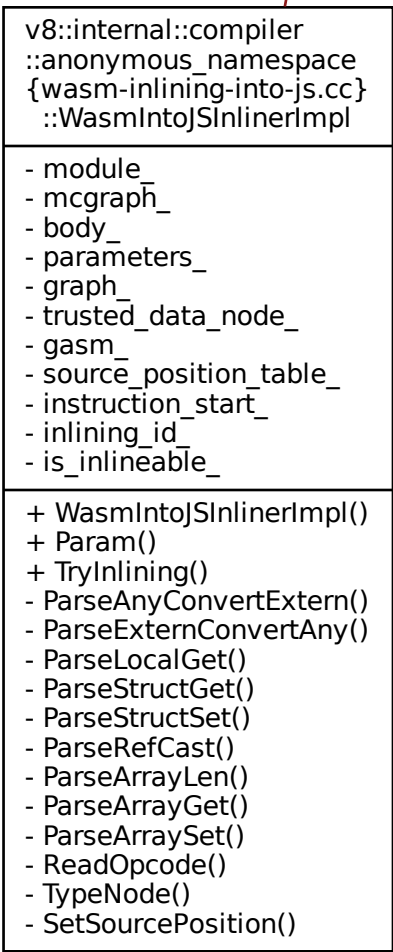 v8::internal::compiler
::anonymous_namespace
{wasm-inlining-into-js.cc}
::WasmIntoJSInlinerImpl
- module_
- mcgraph_
- body_
- parameters_
- graph_
- trusted_data_node_
- gasm_
- source_position_table_
- instruction_start_
- inlining_id_
- is_inlineable_
+ WasmIntoJSInlinerImpl()
+ Param()
+ TryInlining()
- ParseAnyConvertExtern()
- ParseExternConvertAny()
- ParseLocalGet()
- ParseStructGet()
- ParseStructSet()
- ParseRefCast()
- ParseArrayLen()
- ParseArrayGet()
- ParseArraySet()
- ReadOpcode()
- TypeNode()
- SetSourcePosition()